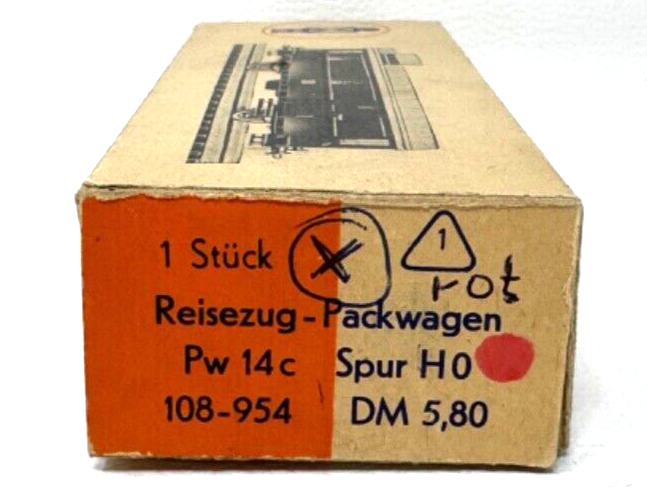 1 Stück X 1
rot
Reisezug-Packwagen
Pw 14c Spur H0
108-954 DM 5,80